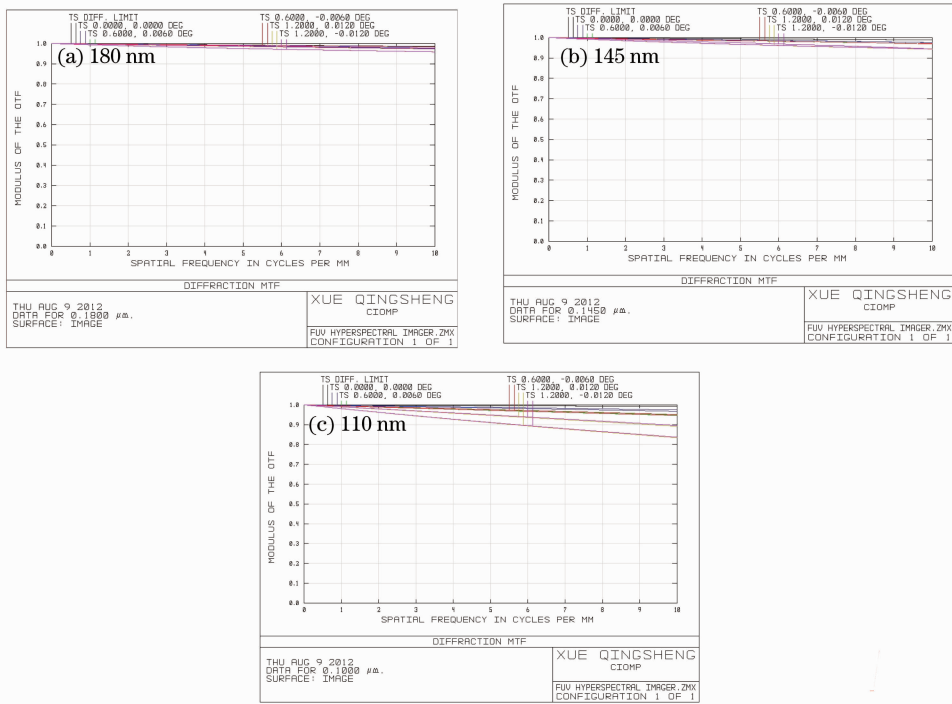 TS DIFF. LIMIT
TS 0.0000, 0.0000 DEG
TS 0.6000, 0.0060 DEG
TS 0.6000, -0.0060 DEG
TS 1.2000, 0.0120 DEG
TS 1.2000, -0.0120 DEG
(a) 180 nm
MODULUS OF THE OTF
1.0
0.9
0.8
0.7
0.6
0.5
0.4
0.3
0.2
0.1
0.0
0 1 2 3 4 5 6 7 8 9 10
SPATIAL FREQUENCY IN CYCLES PER MM
DIFFRACTION MTF
THU AUG 9 2012
DATA FOR 0.1800 µm.
SURFACE: IMAGE
XUE QINGSHENG
CIOMP
FUV HYPERSPECTRAL IMAGER.ZMX
CONFIGURATION 1 OF 1
TS DIFF. LIMIT
TS 0.0000, 0.0000 DEG
TS 0.6000, 0.0060 DEG
TS 0.6000, -0.0060 DEG
TS 1.2000, 0.0120 DEG
TS 1.2000, -0.0120 DEG
(b) 145 nm
MODULUS OF THE OTF
1.0
0.9
0.8
0.7
0.6
0.5
0.4
0.3
0.2
0.1
0.0
0 1 2 3 4 5 6 7 8 9 10
SPATIAL FREQUENCY IN CYCLES PER MM
DIFFRACTION MTF
THU AUG 9 2012
DATA FOR 0.1450 µm.
SURFACE: IMAGE
XUE QINGSHENG
CIOMP
FUV HYPERSPECTRAL IMAGER.ZMX
CONFIGURATION 1 OF 1
TS DIFF. LIMIT
TS 0.0000, 0.0000 DEG
TS 0.6000, 0.0060 DEG
TS 0.6000, -0.0060 DEG
TS 1.2000, 0.0120 DEG
TS 1.2000, -0.0120 DEG
(c) 110 nm
MODULUS OF THE OTF
1.0
0.9
0.8
0.7
0.6
0.5
0.4
0.3
0.2
0.1
0.0
0 1 2 3 4 5 6 7 8 9 10
SPATIAL FREQUENCY IN CYCLES PER MM
DIFFRACTION MTF
THU AUG 9 2012
DATA FOR 0.1000 µm.
SURFACE: IMAGE
XUE QINGSHENG
CIOMP
FUV HYPERSPECTRAL IMAGER.ZMX
CONFIGURATION 1 OF 1